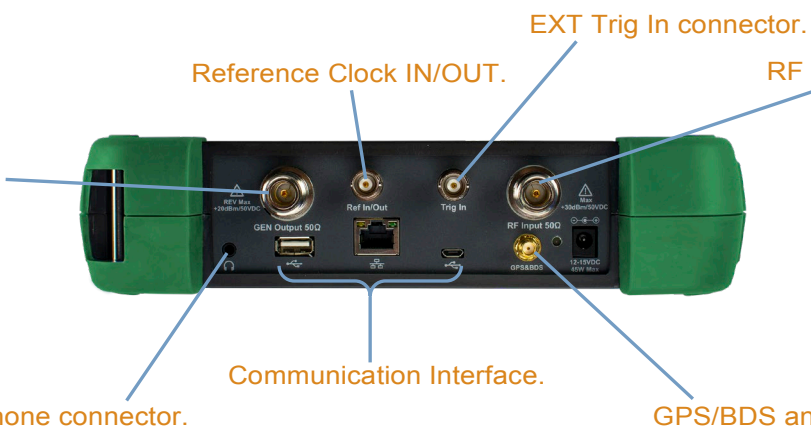 EXT Trig In connector.
Reference Clock IN/OUT.
RF
REV Max
+20dBm/50VDC
Ref In/Out
Trig In
Max
+30dBm/50VDC
GEN Output 50Ω
RF Input 50Ω
GPS&BDS
12-15VDC
45W Max
Communication Interface.
hone connector.
GPS/BDS an